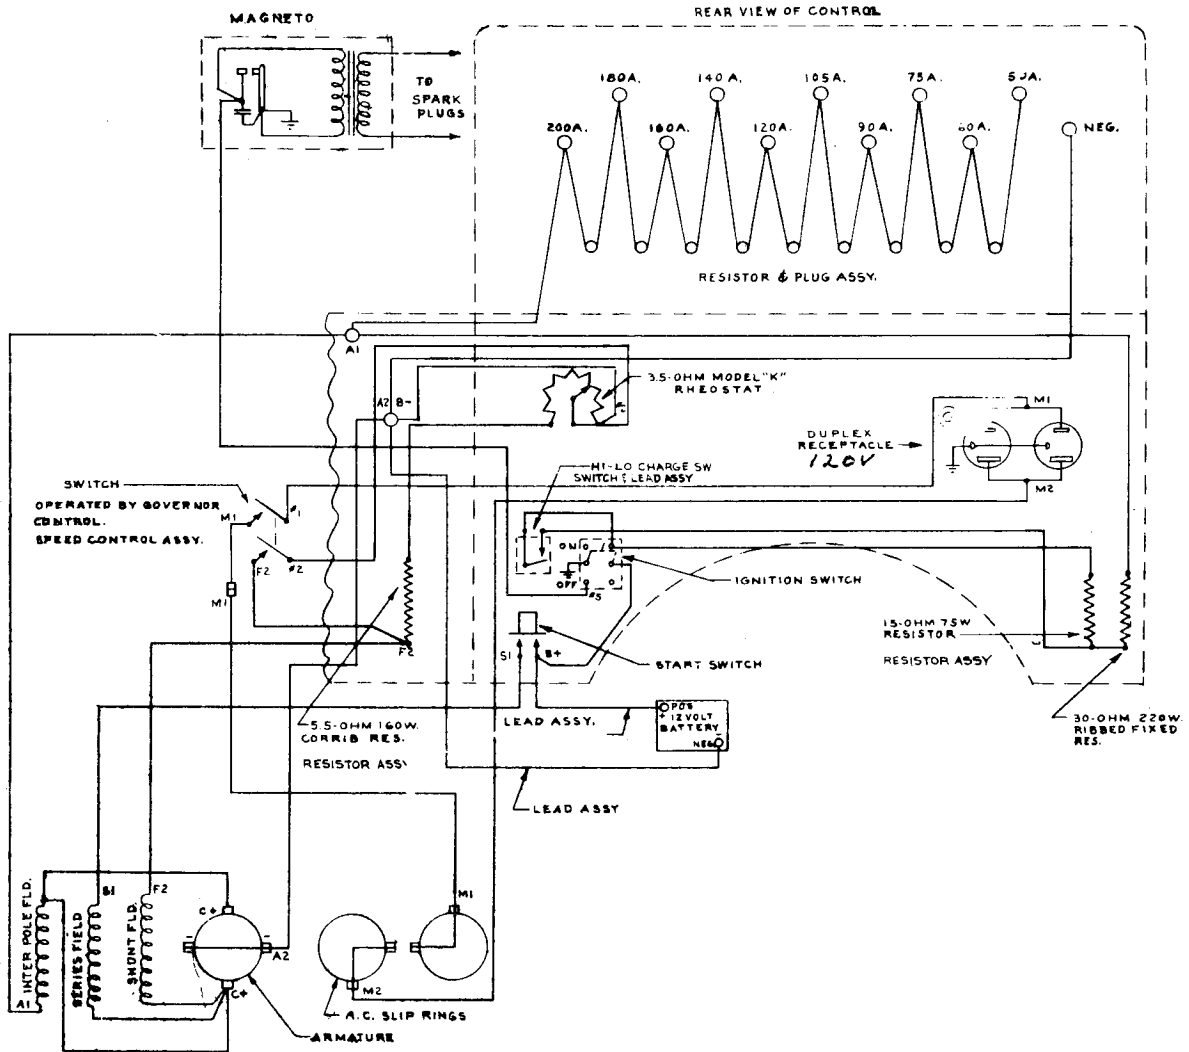 MAGNETO
REAR VIEW OF CONTROL
TO
SPARK
PLUGS
180A.
140A.
105A.
75A.
50A.
200A.
160A.
120A.
90A.
60A.
NEG.
RESISTOR & PLUG ASSY.
A1
3.5-OHM MODEL "K"
RHEOSTAT
A2 B-
M1
DUPLEX
RECEPTACLE
120V
M2
HI-LO CHARGE SW
SWITCH & LEAD ASSY
SWITCH
OPERATED BY GOVERNOR
CONTROL.
SPEED CONTROL ASSY.
M1
#1
F2
#2
M1
ON
OFF
#5
IGNITION SWITCH
15-OHM 75W
RESISTOR
RESISTOR ASSY
F2
S1
B+
START SWITCH
5.5-OHM 160W.
CORRIB RES.
RESISTOR ASSY
LEAD ASSY.
POS
+ 12 VOLT
BATTERY
NEG
-
30-OHM 220W.
RIBBED FIXED
RES.
LEAD ASSY
INTER POLE FLD.
A1
S1
SERIES FIELD
F2
SHUNT FLD.
C+
-
-
A2
C+
ARMATURE
M1
M2
A.C. SLIP RINGS